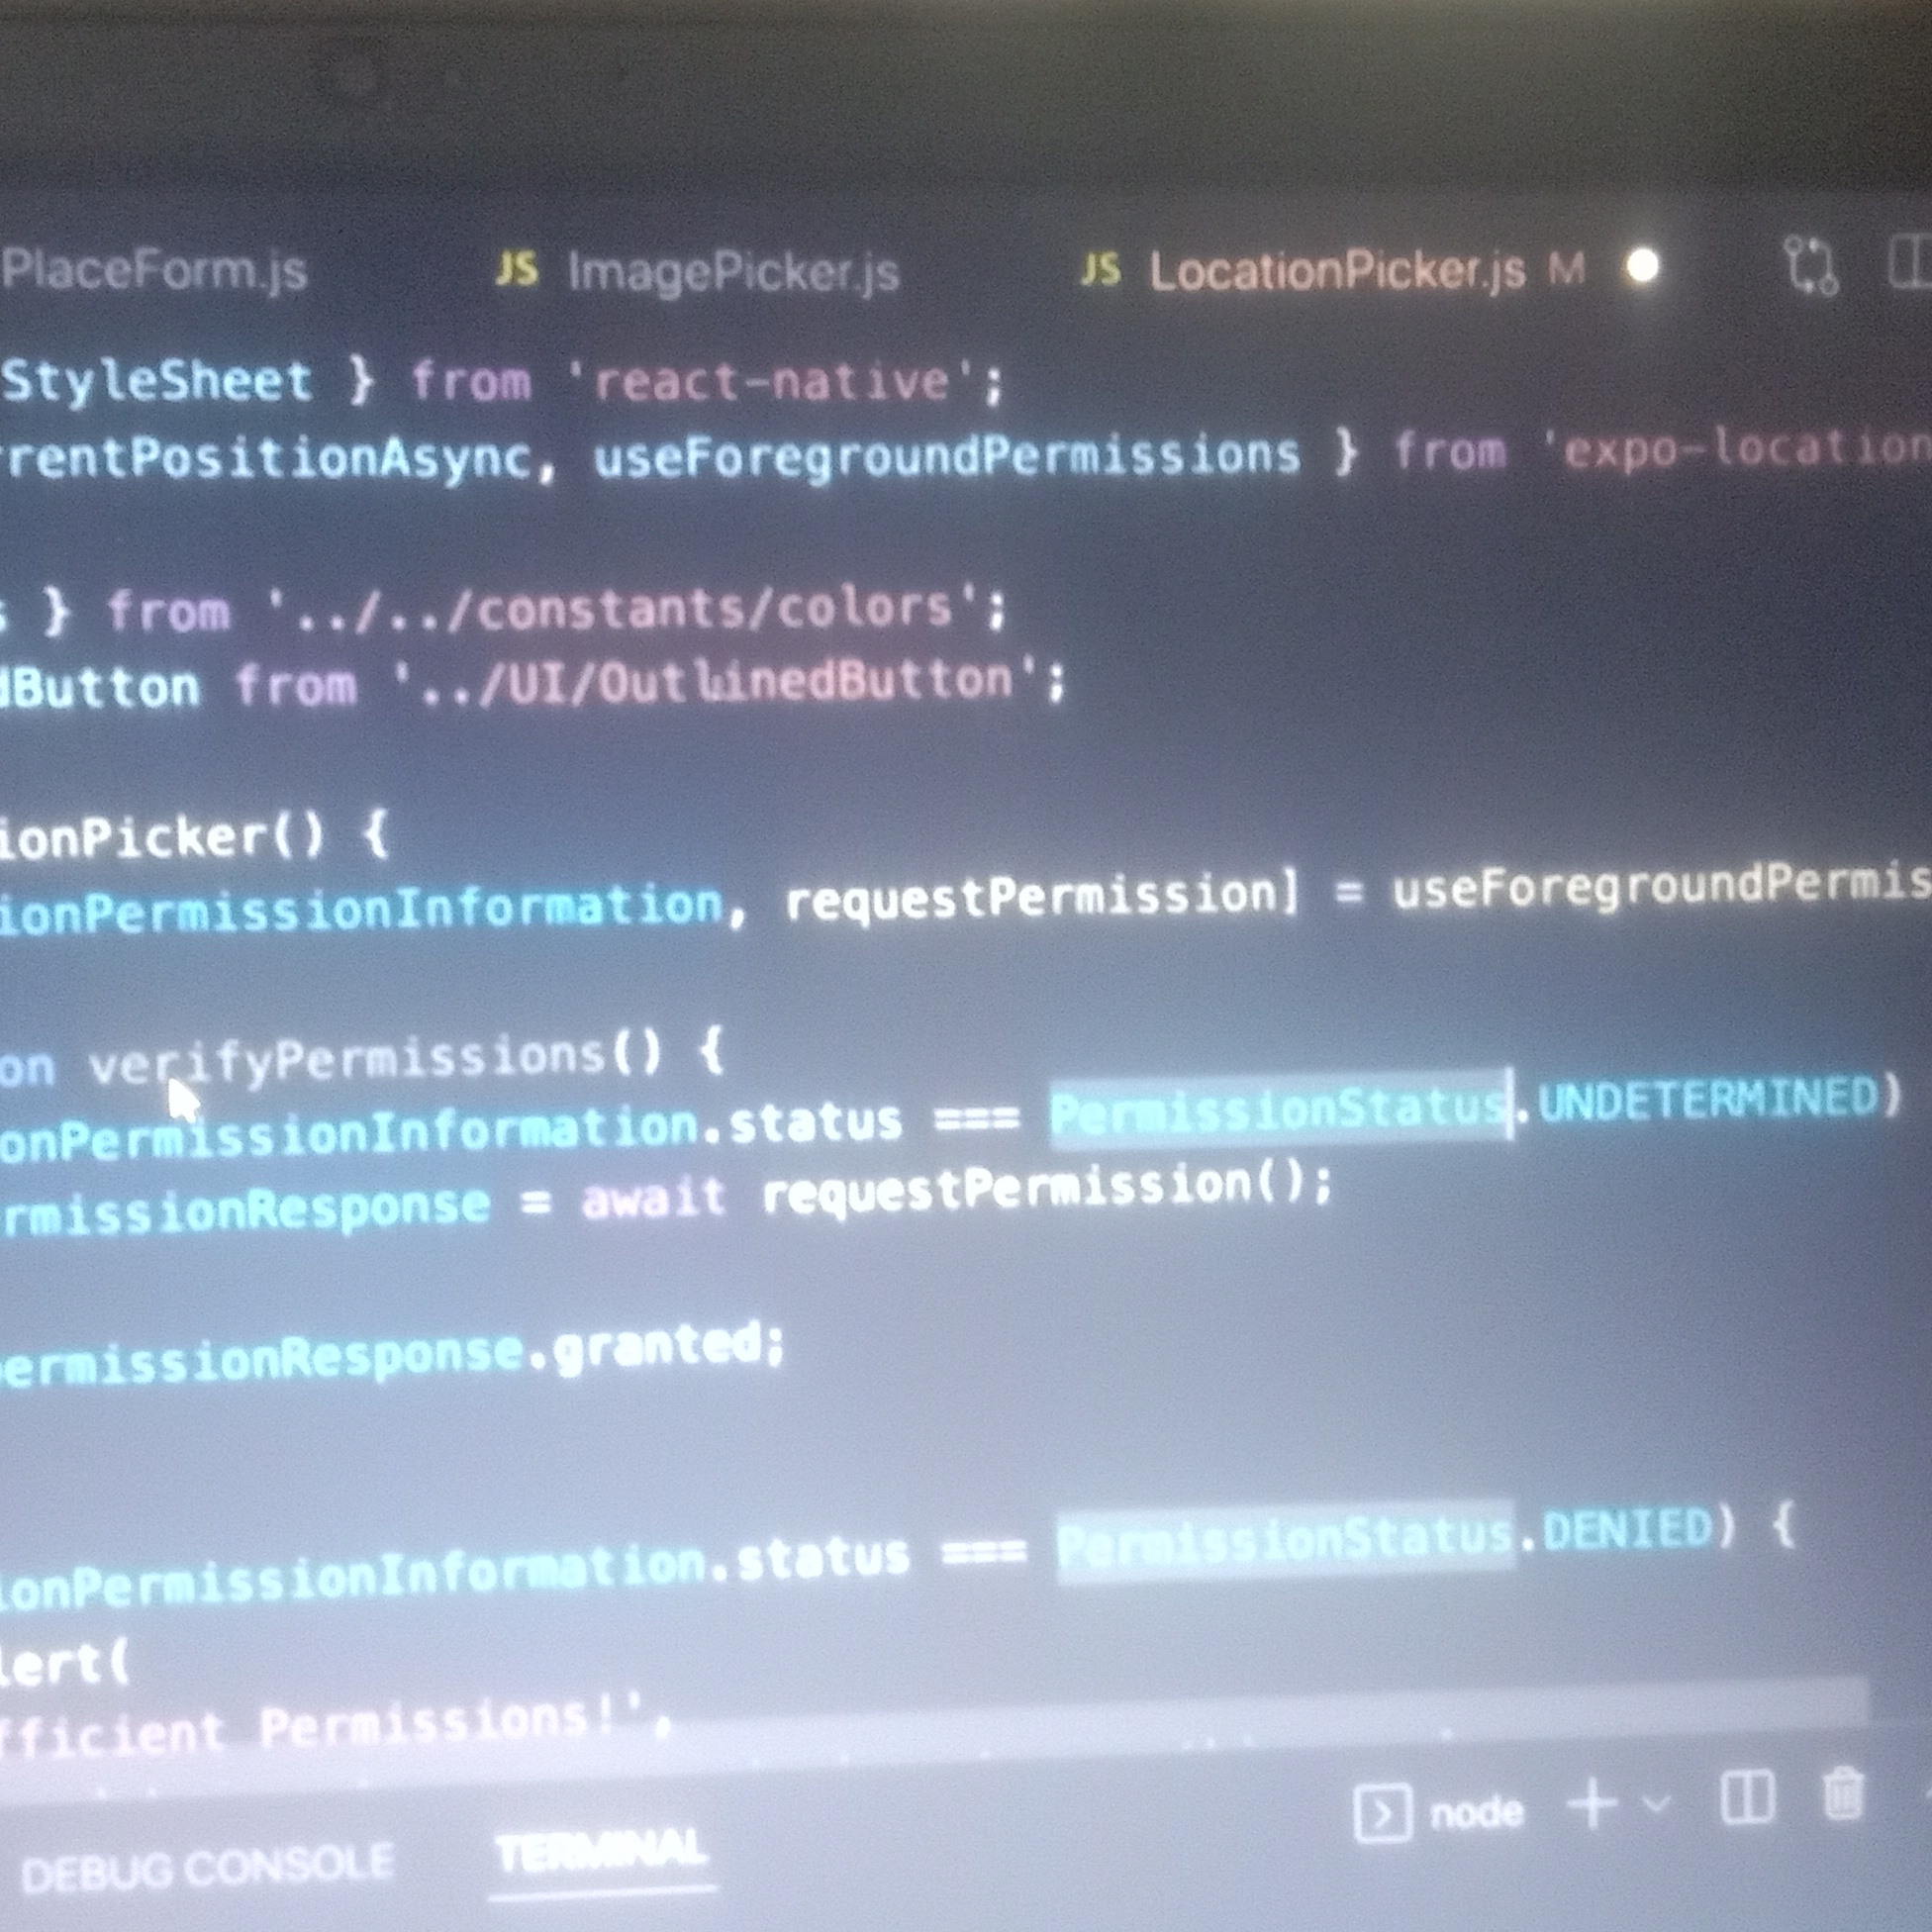 PlaceForm.js JS ImagePicker.js JS LocationPicker.js M
StyleSheet } from 'react-native';
rrentPositionAsync, useForegroundPermissions } from 'expo-location
s } from '../../constants/colors';
dButton from '../UI/OutlinedButton';
ionPicker() {
ionPermissionInformation, requestPermission] = useForegroundPermis
on verifyPermissions() {
onPermissionInformation.status === PermissionStatus.UNDETERMINED)
rmissionResponse = await requestPermission();
permissionResponse.granted;
ionPermissionInformation.status === PermissionStatus.DENIED) {
lert(
fficient Permissions!',
node
DEBUG CONSOLE TERMINAL